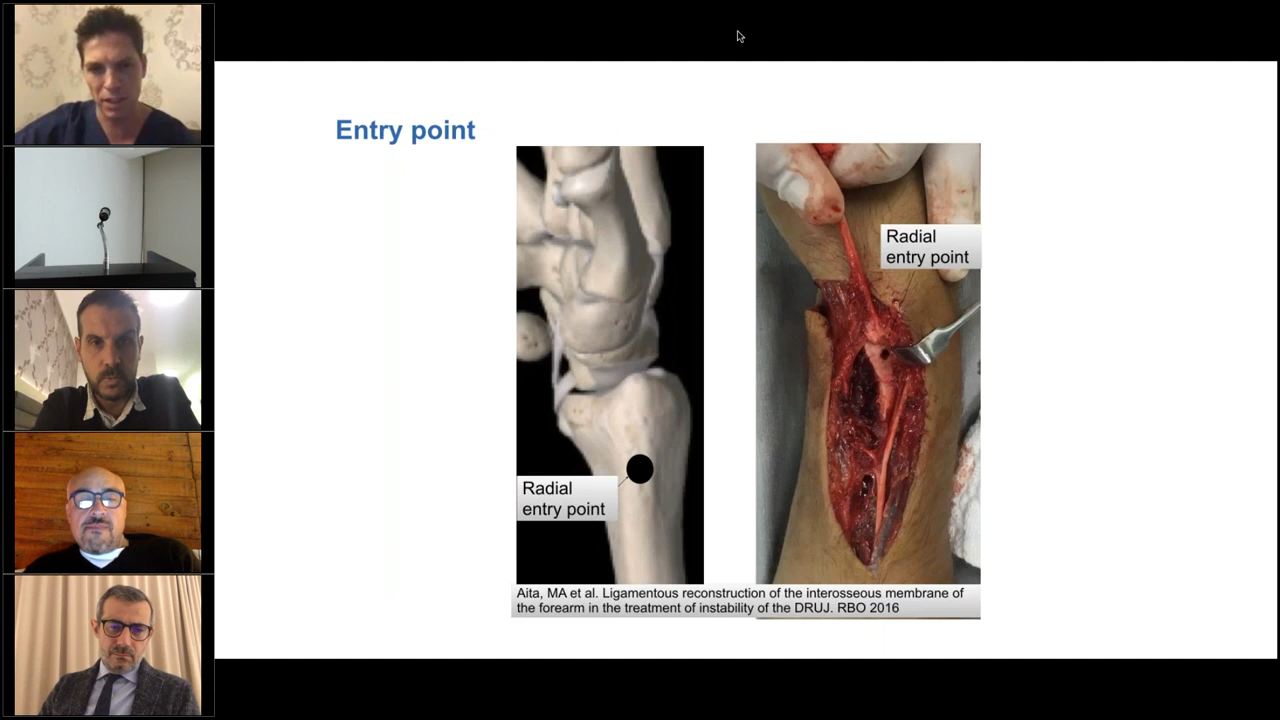 Entry point
Radial
entry point
Radial
entry point
Aita, MA et al. Ligamentous reconstruction of the interosseous membrane of
the forearm in the treatment of instability of the DRUJ. RBO 2016